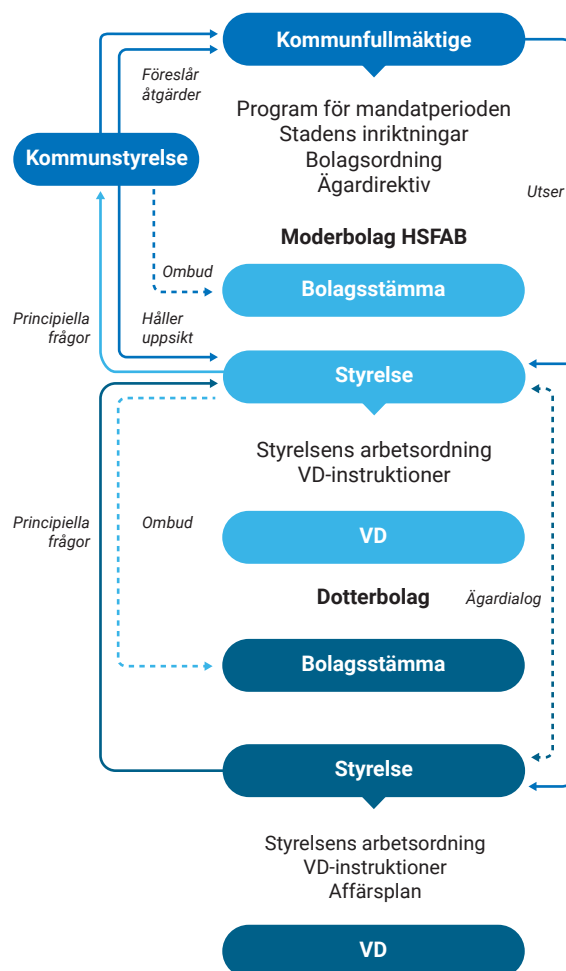 Kommunfullmäktige
Föreslår
åtgärder
Program för mandatperioden
Stadens inriktningar
Bolagsordning
Ägardirektiv
Kommunstyrelse
Utser
Moderbolag HSFAB
Ombud
Bolagsstämma
Principiella
frågor
Håller
uppsikt
Styrelse
Styrelsens arbetsordning
VD-instruktioner
Principiella
frågor
Ombud
VD
Dotterbolag
Ägardialog
Bolagsstämma
Styrelse
Styrelsens arbetsordning
VD-instruktioner
Affärsplan
VD